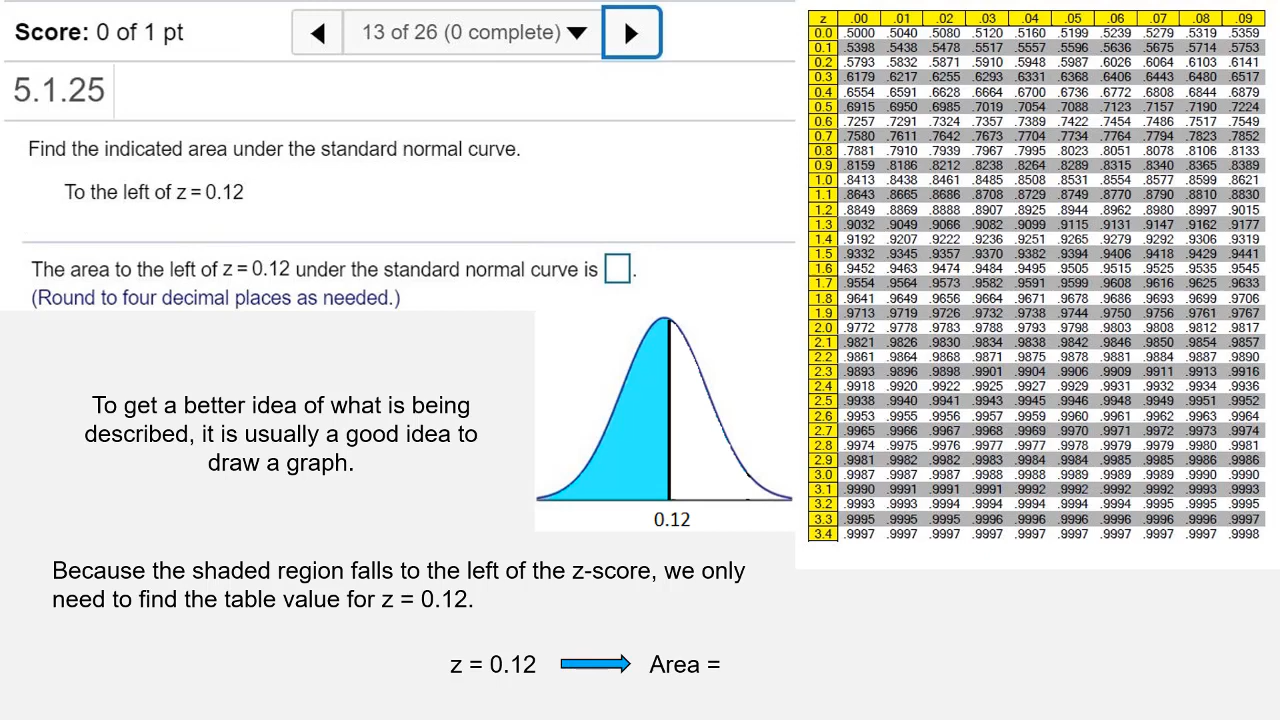 Score: 0 of 1 pt
13 of 26 (0 complete)
5.1.25
Find the indicated area under the standard normal curve.
To the left of z = 0.12
The area to the left of z = 0.12 under the standard normal curve is .
(Round to four decimal places as needed.)
To get a better idea of what is being
described, it is usually a good idea to
draw a graph.
0.12
Because the shaded region falls to the left of the z-score, we only
need to find the table value for z = 0.12.
z = 0.12 Area =
z .00 .01 .02 .03 .04 .05 .06 .07 .08 .09
0.0 .5000 .5040 .5080 .5120 .5160 .5199 .5239 .5279 .5319 .5359
0.1 .5398 .5438 .5478 .5517 .5557 .5596 .5636 .5675 .5714 .5753
0.2 .5793 .5832 .5871 .5910 .5948 .5987 .6026 .6064 .6103 .6141
0.3 .6179 .6217 .6255 .6293 .6331 .6368 .6406 .6443 .6480 .6517
0.4 .6554 .6591 .6628 .6664 .6700 .6736 .6772 .6808 .6844 .6879
0.5 .6915 .6950 .6985 .7019 .7054 .7088 .7123 .7157 .7190 .7224
0.6 .7257 .7291 .7324 .7357 .7389 .7422 .7454 .7486 .7517 .7549
0.7 .7580 .7611 .7642 .7673 .7704 .7734 .7764 .7794 .7823 .7852
0.8 .7881 .7910 .7939 .7967 .7995 .8023 .8051 .8078 .8106 .8133
0.9 .8159 .8186 .8212 .8238 .8264 .8289 .8315 .8340 .8365 .8389
1.0 .8413 .8438 .8461 .8485 .8508 .8531 .8554 .8577 .8599 .8621
1.1 .8643 .8665 .8686 .8708 .8729 .8749 .8770 .8790 .8810 .8830
1.2 .8849 .8869 .8888 .8907 .8925 .8944 .8962 .8980 .8997 .9015
1.3 .9032 .9049 .9066 .9082 .9099 .9115 .9131 .9147 .9162 .9177
1.4 .9192 .9207 .9222 .9236 .9251 .9265 .9279 .9292 .9306 .9319
1.5 .9332 .9345 .9357 .9370 .9382 .9394 .9406 .9418 .9429 .9441
1.6 .9452 .9463 .9474 .9484 .9495 .9505 .9515 .9525 .9535 .9545
1.7 .9554 .9564 .9573 .9582 .9591 .9599 .9608 .9616 .9625 .9633
1.8 .9641 .9649 .9656 .9664 .9671 .9678 .9686 .9693 .9699 .9706
1.9 .9713 .9719 .9726 .9732 .9738 .9744 .9750 .9756 .9761 .9767
2.0 .9772 .9778 .9783 .9788 .9793 .9798 .9803 .9808 .9812 .9817
2.1 .9821 .9826 .9830 .9834 .9838 .9842 .9846 .9850 .9854 .9857
2.2 .9861 .9864 .9868 .9871 .9875 .9878 .9881 .9884 .9887 .9890
2.3 .9893 .9896 .9898 .9901 .9904 .9906 .9909 .9911 .9913 .9916
2.4 .9918 .9920 .9922 .9925 .9927 .9929 .9931 .9932 .9934 .9936
2.5 .9938 .9940 .9941 .9943 .9945 .9946 .9948 .9949 .9951 .9952
2.6 .9953 .9955 .9956 .9957 .9959 .9960 .9961 .9962 .9963 .9964
2.7 .9965 .9966 .9967 .9968 .9969 .9970 .9971 .9972 .9973 .9974
2.8 .9974 .9975 .9976 .9977 .9977 .9978 .9979 .9979 .9980 .9981
2.9 .9981 .9982 .9982 .9983 .9984 .9984 .9985 .9985 .9986 .9986
3.0 .9987 .9987 .9987 .9988 .9988 .9989 .9989 .9989 .9990 .9990
3.1 .9990 .9991 .9991 .9991 .9992 .9992 .9992 .9992 .9993 .9993
3.2 .9993 .9993 .9994 .9994 .9994 .9994 .9994 .9995 .9995 .9995
3.3 .9995 .9995 .9995 .9996 .9996 .9996 .9996 .9996 .9996 .9997
3.4 .9997 .9997 .9997 .9997 .9997 .9997 .9997 .9997 .9997 .9998